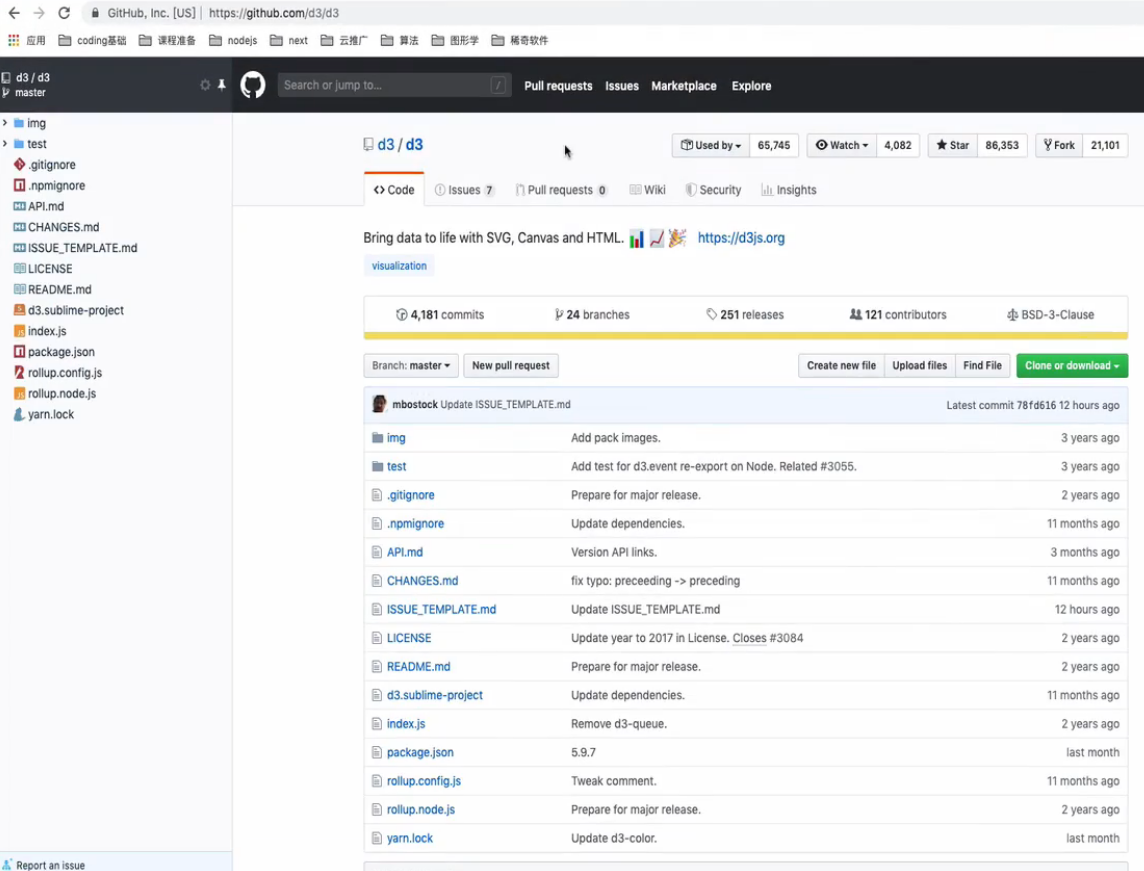 GitHub, Inc. [US] | https://github.com/d3/d3
应用 coding基础 课程准备 nodejs next 云推广 算法 图形学 稀奇软件
d3 / d3
master
Search or jump to... /
Pull requests Issues Marketplace Explore
img
test
.gitignore
.npmignore
API.md
CHANGES.md
ISSUE_TEMPLATE.md
LICENSE
README.md
d3.sublime-project
index.js
package.json
rollup.config.js
rollup.node.js
yarn.lock
Report an issue
d3 / d3
Used by 65,745 Watch 4,082 Star 86,353 Fork 21,101
Code Issues 7 Pull requests 0 Wiki Security Insights
Bring data to life with SVG, Canvas and HTML. 📊📈🎉 https://d3js.org
visualization
4,181 commits 24 branches 251 releases 121 contributors BSD-3-Clause
Branch: master New pull request Create new file Upload files Find File Clone or download
mbostock Update ISSUE_TEMPLATE.md Latest commit 78fd616 12 hours ago
img Add pack images. 3 years ago
test Add test for d3.event re-export on Node. Related #3055. 3 years ago
.gitignore Prepare for major release. 2 years ago
.npmignore Update dependencies. 11 months ago
API.md Version API links. 3 months ago
CHANGES.md fix typo: preceeding -> preceding 11 months ago
ISSUE_TEMPLATE.md Update ISSUE_TEMPLATE.md 12 hours ago
LICENSE Update year to 2017 in License. Closes #3084 2 years ago
README.md Prepare for major release. 2 years ago
d3.sublime-project Update dependencies. 11 months ago
index.js Remove d3-queue. 2 years ago
package.json 5.9.7 last month
rollup.config.js Tweak comment. 11 months ago
rollup.node.js Prepare for major release. 2 years ago
yarn.lock Update d3-color. last month